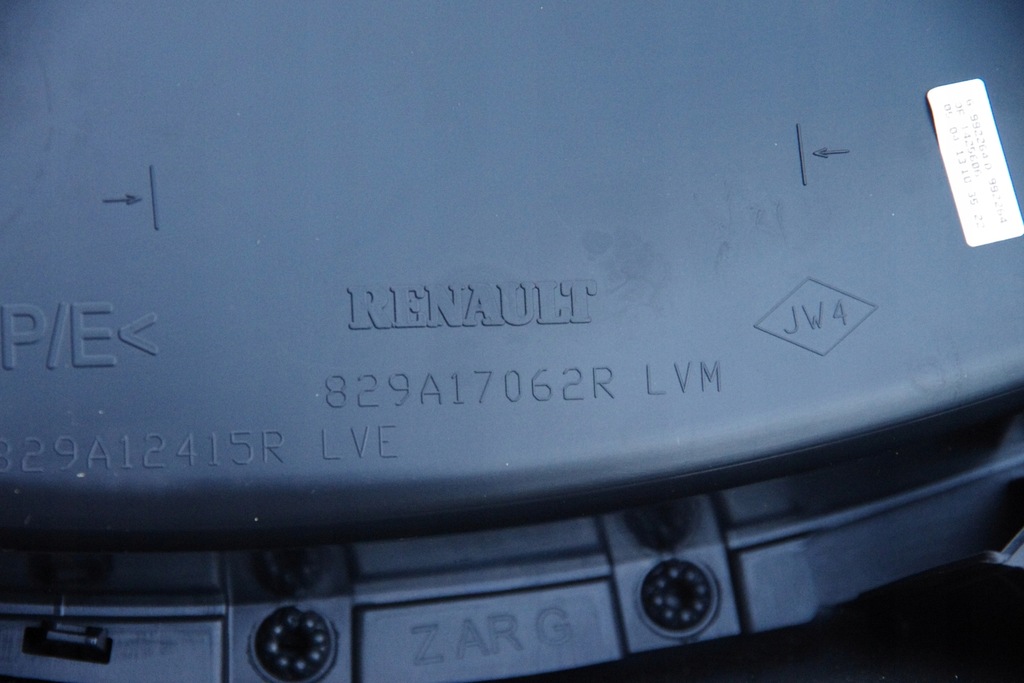 RENAULT
JW4
P/E<
829A17062R LVM
829A12415R LVE
ZARG